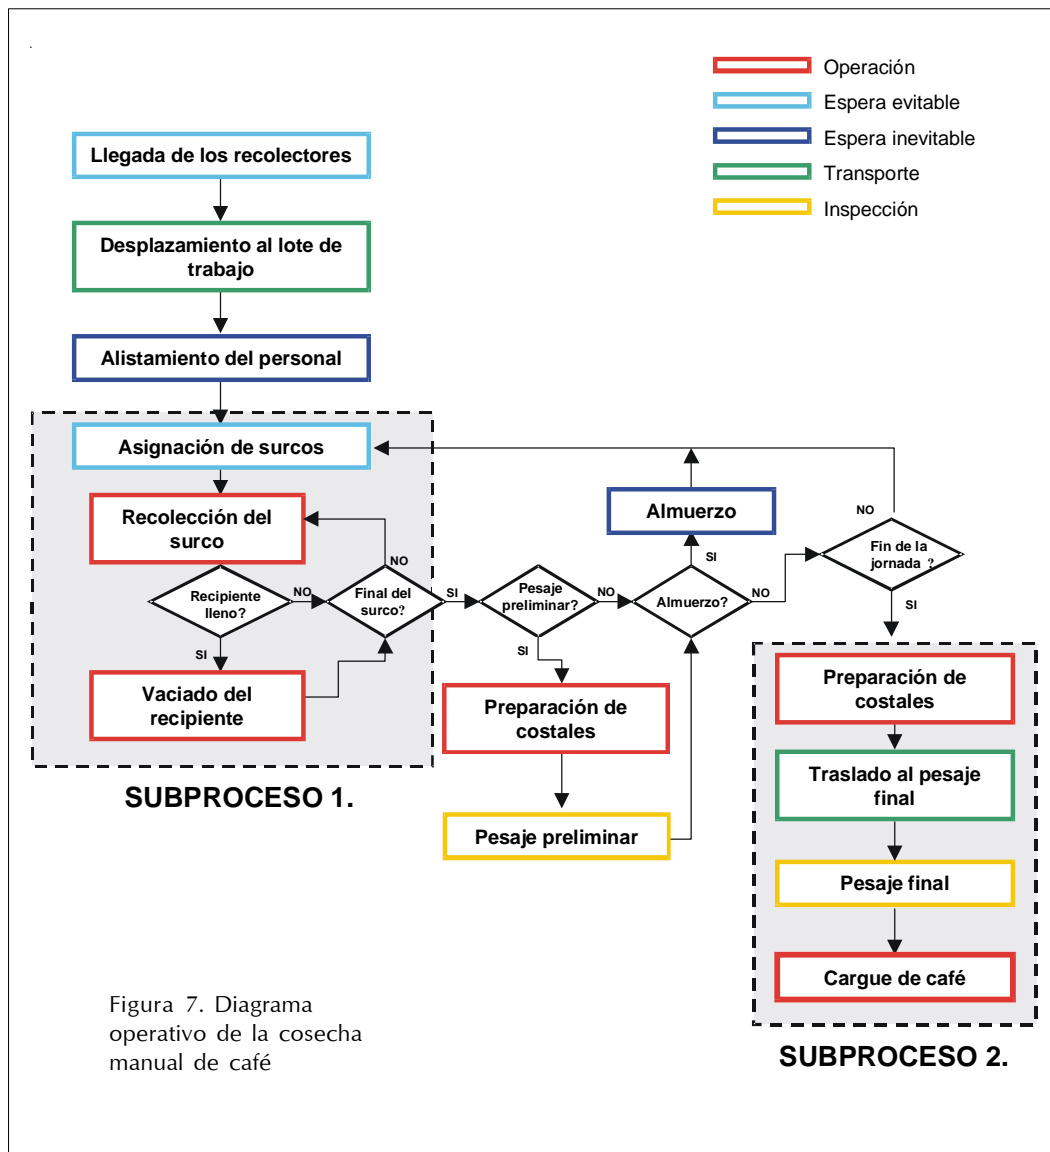 Operación
Espera evitable
Espera inevitable
Transporte
Inspección
Llegada de los recolectores
Desplazamiento al lote de
trabajo
Alistamiento del personal
Asignación de surcos
Recolección del
surco
Recipiente
lleno?
NO
SI
Vaciado del
recipiente
Final del
surco?
NO
SI
SUBPROCESO 1.
Pesaje
preliminar?
NO
SI
Preparación de
costales
Pesaje preliminar
Almuerzo
Almuerzo?
SI
NO
Fin de la
jornada ?
NO
SI
Preparación de
costales
Traslado al pesaje
final
Pesaje final
Cargue de café
SUBPROCESO 2.
Figura 7. Diagrama
operativo de la cosecha
manual de café